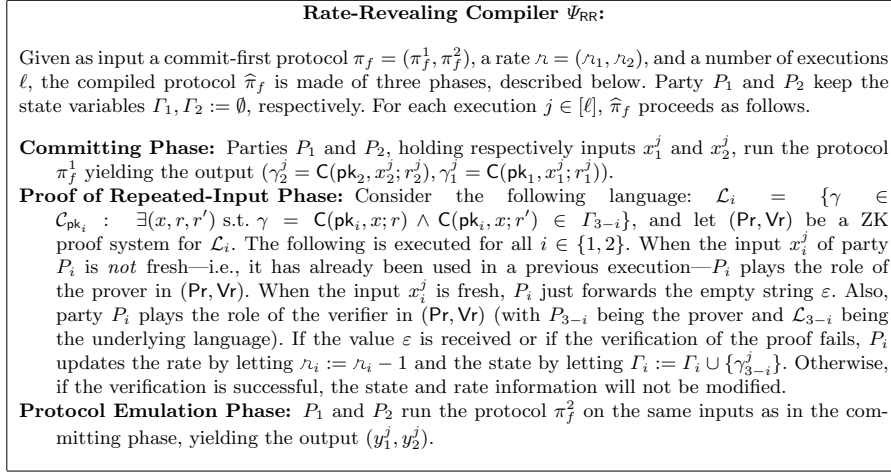 Rate-Revealing Compiler Ψ_RR:
Given as input a commit-first protocol π_f = (π_f^1, π_f^2), a rate 𝓃 = (𝓃_1, 𝓃_2), and a number of executions
ℓ, the compiled protocol π̂_f is made of three phases, described below. Party P_1 and P_2 keep the
state variables Γ_1, Γ_2 := ∅, respectively. For each execution j ∈ [ℓ], π̂_f proceeds as follows.
Committing Phase: Parties P_1 and P_2, holding respectively inputs x_1^j and x_2^j, run the protocol
π_f^1 yielding the output (γ_2^j = C(pk_2, x_2^j; r_2^j), γ_1^j = C(pk_1, x_1^j; r_1^j)).
Proof of Repeated-Input Phase: Consider the following language: 𝓛_i = {γ ∈
𝓒_pk_i : ∃(x, r, r′) s.t. γ = C(pk_i, x; r) ∧ C(pk_i, x; r′) ∈ Γ_{3−i}}, and let (Pr, Vr) be a ZK
proof system for 𝓛_i. The following is executed for all i ∈ {1, 2}. When the input x_i^j of party
P_i is not fresh—i.e., it has already been used in a previous execution—P_i plays the role of
the prover in (Pr, Vr). When the input x_i^j is fresh, P_i just forwards the empty string ε. Also,
party P_i plays the role of the verifier in (Pr, Vr) (with P_{3−i} being the prover and 𝓛_{3−i} being
the underlying language). If the value ε is received or if the verification of the proof fails, P_i
updates the rate by letting 𝓃_i := 𝓃_i − 1 and the state by letting Γ_i := Γ_i ∪ {γ_{3−i}^j}. Otherwise,
if the verification is successful, the state and rate information will not be modified.
Protocol Emulation Phase: P_1 and P_2 run the protocol π_f^2 on the same inputs as in the com-
mitting phase, yielding the output (y_1^j, y_2^j).